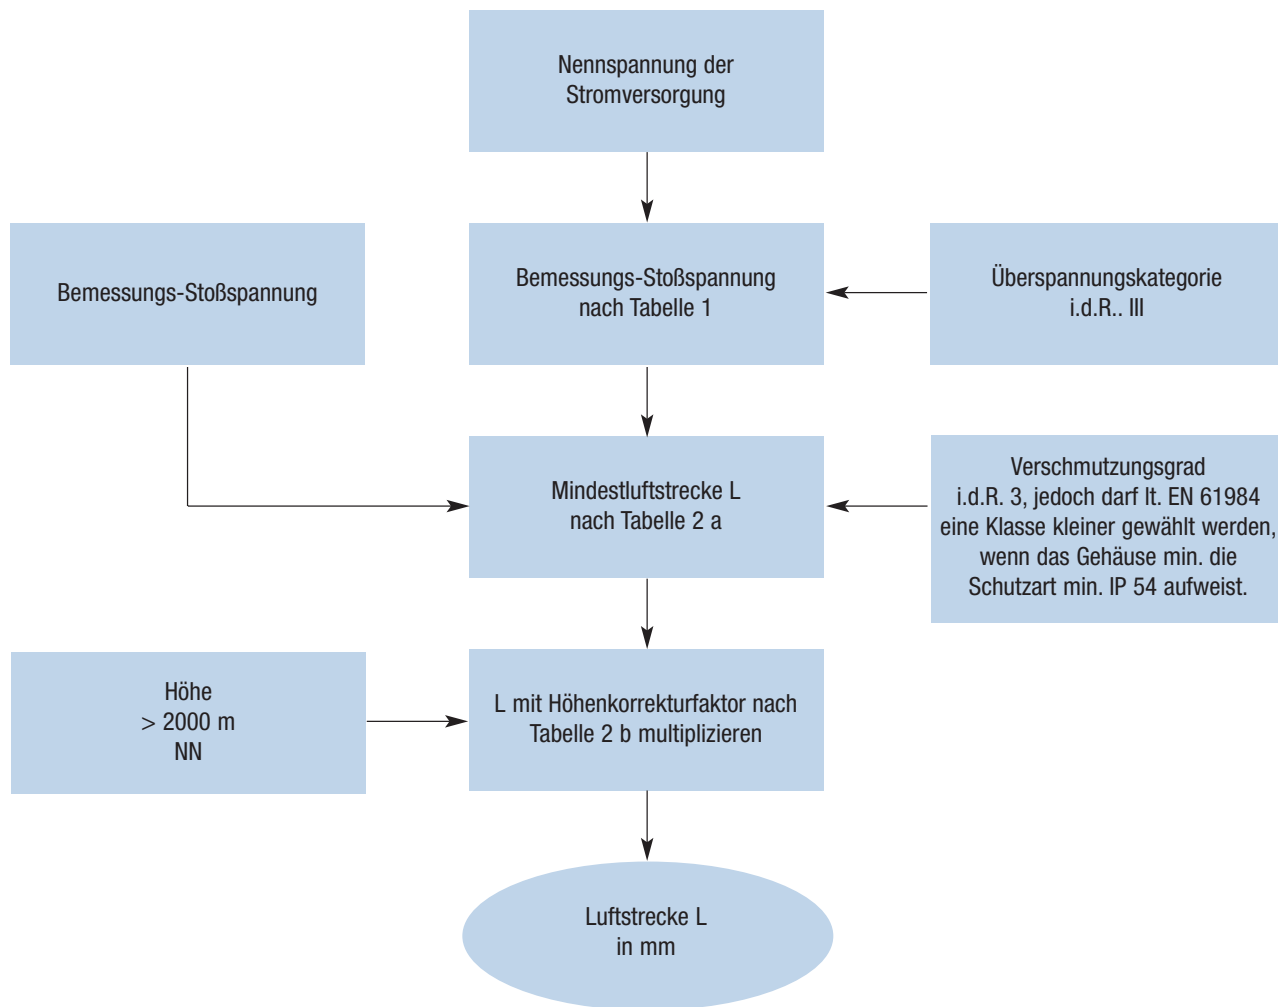 Nennspannung der
Stromversorgung
Bemessungs-Stoßspannung
Bemessungs-Stoßspannung
nach Tabelle 1
Überspannungskategorie
i.d.R.. III
Mindestluftstrecke L
nach Tabelle 2 a
Verschmutzungsgrad
i.d.R. 3, jedoch darf lt. EN 61984
eine Klasse kleiner gewählt werden,
wenn das Gehäuse min. die
Schutzart min. IP 54 aufweist.
Höhe
> 2000 m
NN
L mit Höhenkorrekturfaktor nach
Tabelle 2 b multiplizieren
Luftstrecke L
in mm